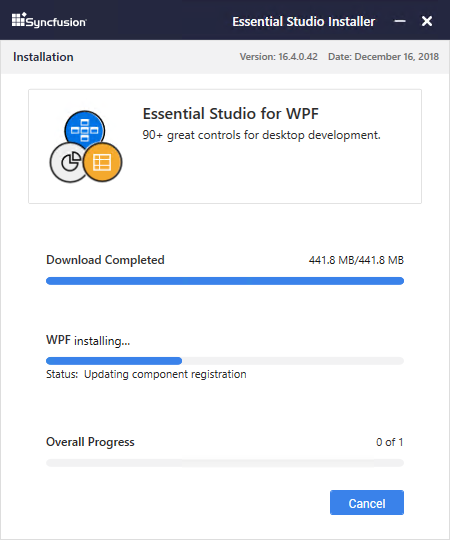 Syncfusion® Essential Studio Installer
Installation Version: 16.4.0.42 Date: December 16, 2018
Essential Studio for WPF
90+ great controls for desktop development.
Download Completed 441.8 MB/441.8 MB
WPF installing...
Status: Updating component registration
Overall Progress 0 of 1
Cancel